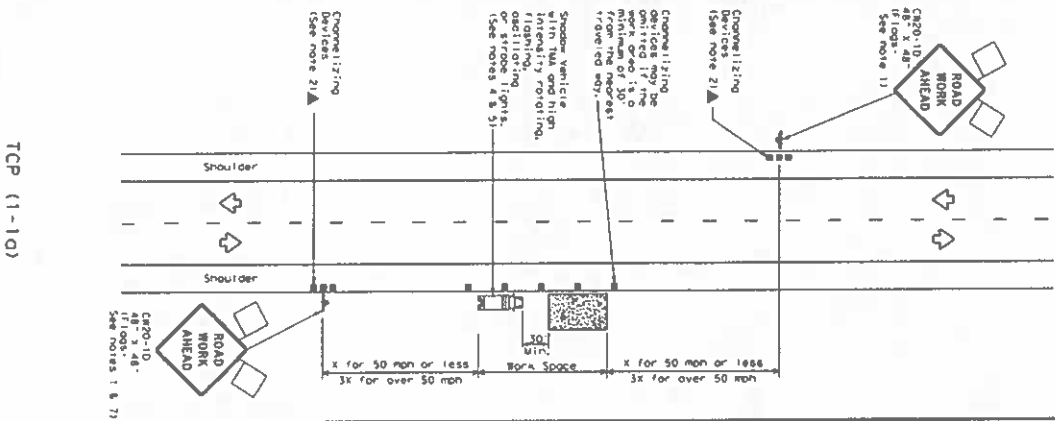 CW20-1D
48" X 48"
(Flags-
See note 1)
ROAD
WORK
AHEAD
Channelizing
Devices
(See note 2)
Channelizing
devices may be
omitted if the
work area is a
minimum of 30'
from the nearest
traveled way.
Shadow Vehicle
with TMA and high
intensity rotating,
flashing,
oscillating
or strobe lights.
(See notes 4 & 5)
Channelizing
Devices
(See note 2)
Shoulder
Shoulder
30'
Min.
X for 50 mph or less
3X for over 50 mph
Work Space
X for 50 mph or less
3X for over 50 mph
ROAD
WORK
AHEAD
CW20-1D
48" X 48"
(Flags-
See notes 1 & 7)
TCP (1-1a)